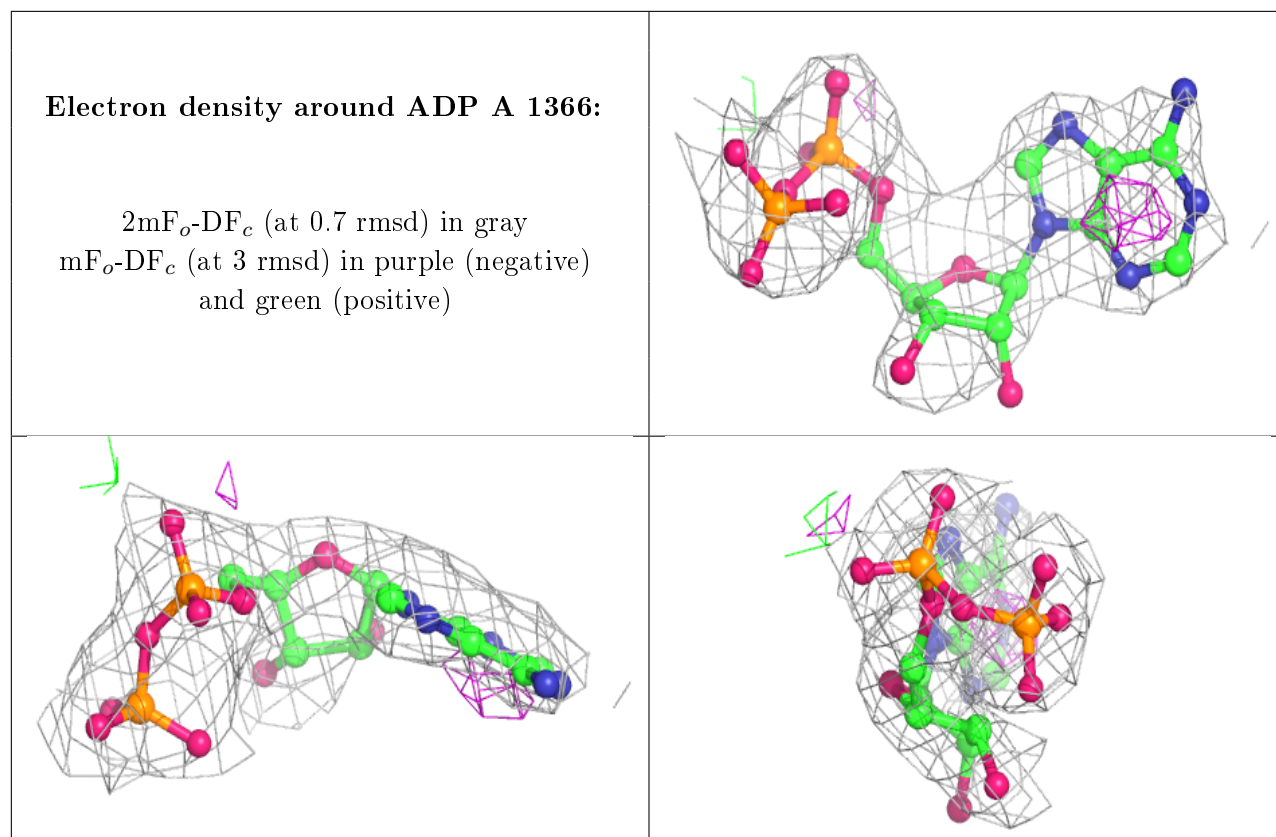 Electron density around ADP A 1366:
2mFₒ-DF𝒸 (at 0.7 rmsd) in gray
mFₒ-DF𝒸 (at 3 rmsd) in purple (negative)
and green (positive)